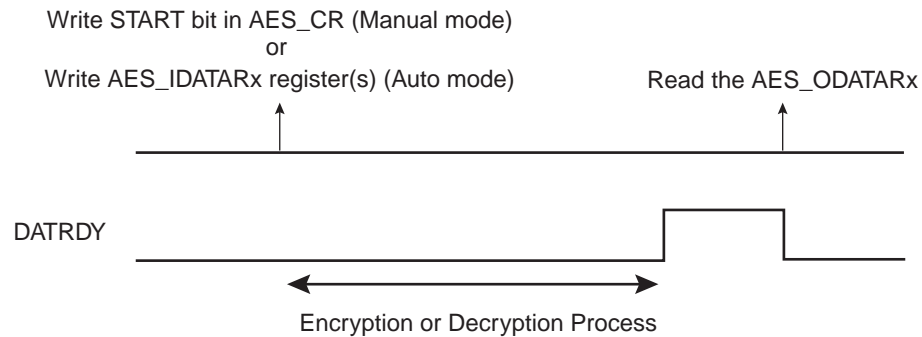 Write START bit in AES_CR (Manual mode)
or
Write AES_IDATARx register(s) (Auto mode)
Read the AES_ODATARx
DATRDY
Encryption or Decryption Process